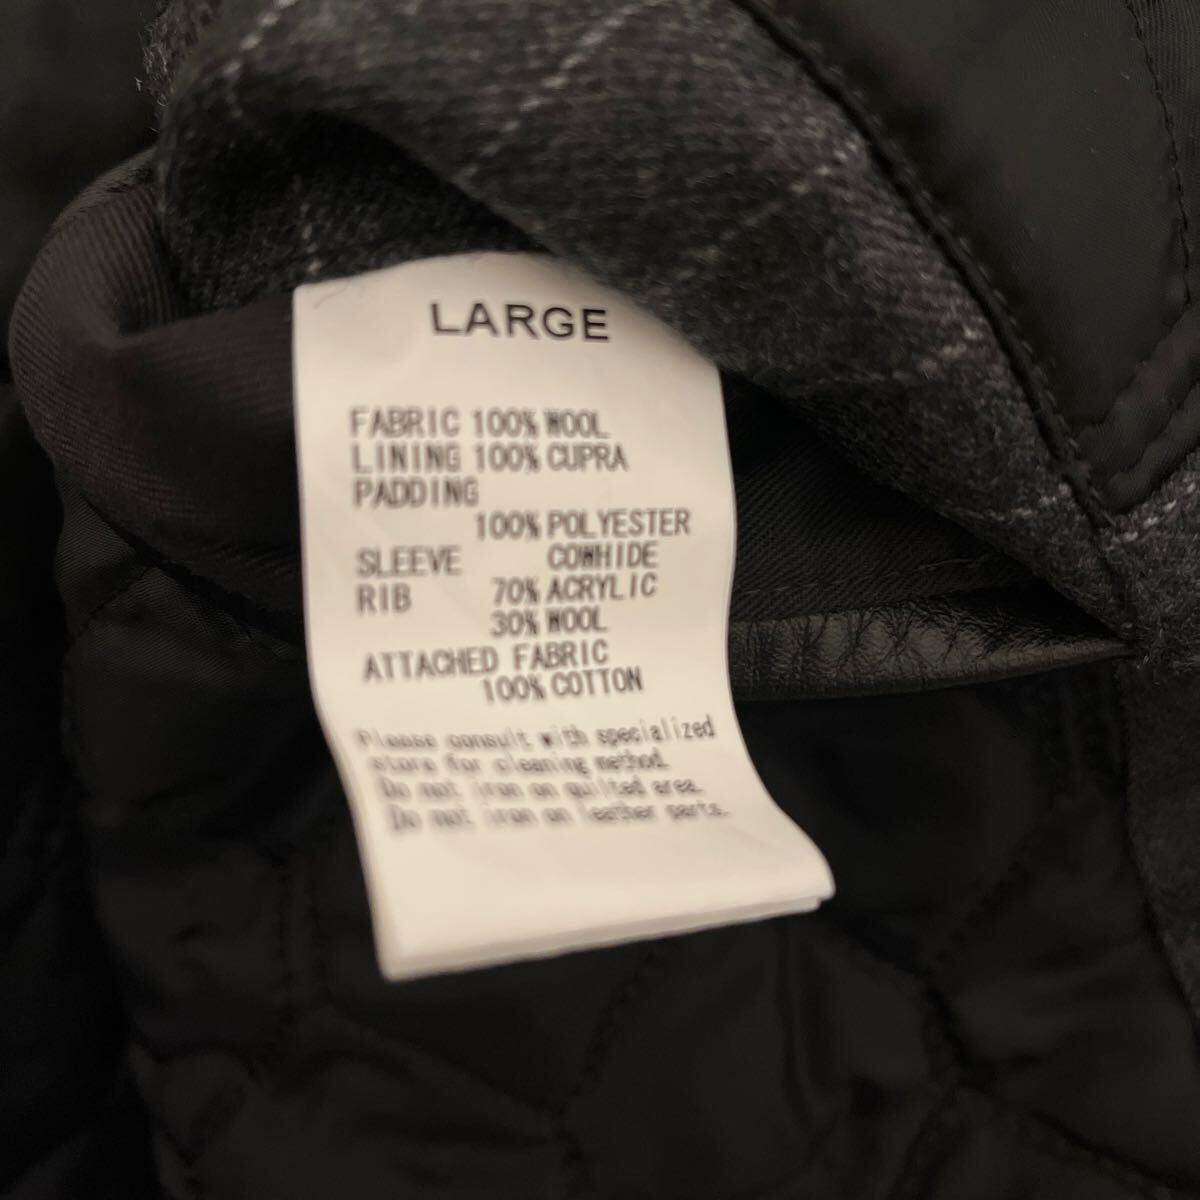 LARGE
FABRIC 100% WOOL
LINING 100% CUPRA
PADDING
100% POLYESTER
SLEEVE COWHIDE
RIB 70% ACRYLIC
30% WOOL
ATTACHED FABRIC
100% COTTON
Please consult with specialized
store for cleaning method.
Do not iron on quilted area.
Do not iron on leather parts.